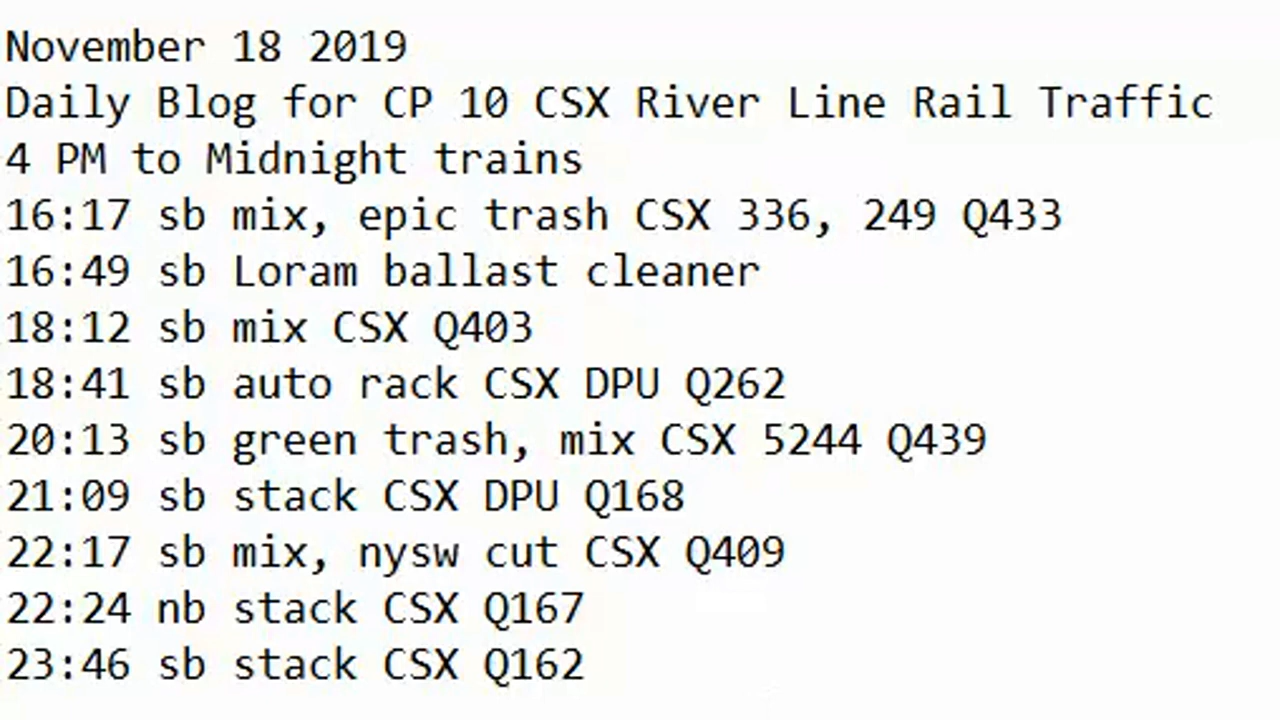 November 18 2019
Daily Blog for CP 10 CSX River Line Rail Traffic
4 PM to Midnight trains
16:17 sb mix, epic trash CSX 336, 249 Q433
16:49 sb Loram ballast cleaner
18:12 sb mix CSX Q403
18:41 sb auto rack CSX DPU Q262
20:13 sb green trash, mix CSX 5244 Q439
21:09 sb stack CSX DPU Q168
22:17 sb mix, nysw cut CSX Q409
22:24 nb stack CSX Q167
23:46 sb stack CSX Q162